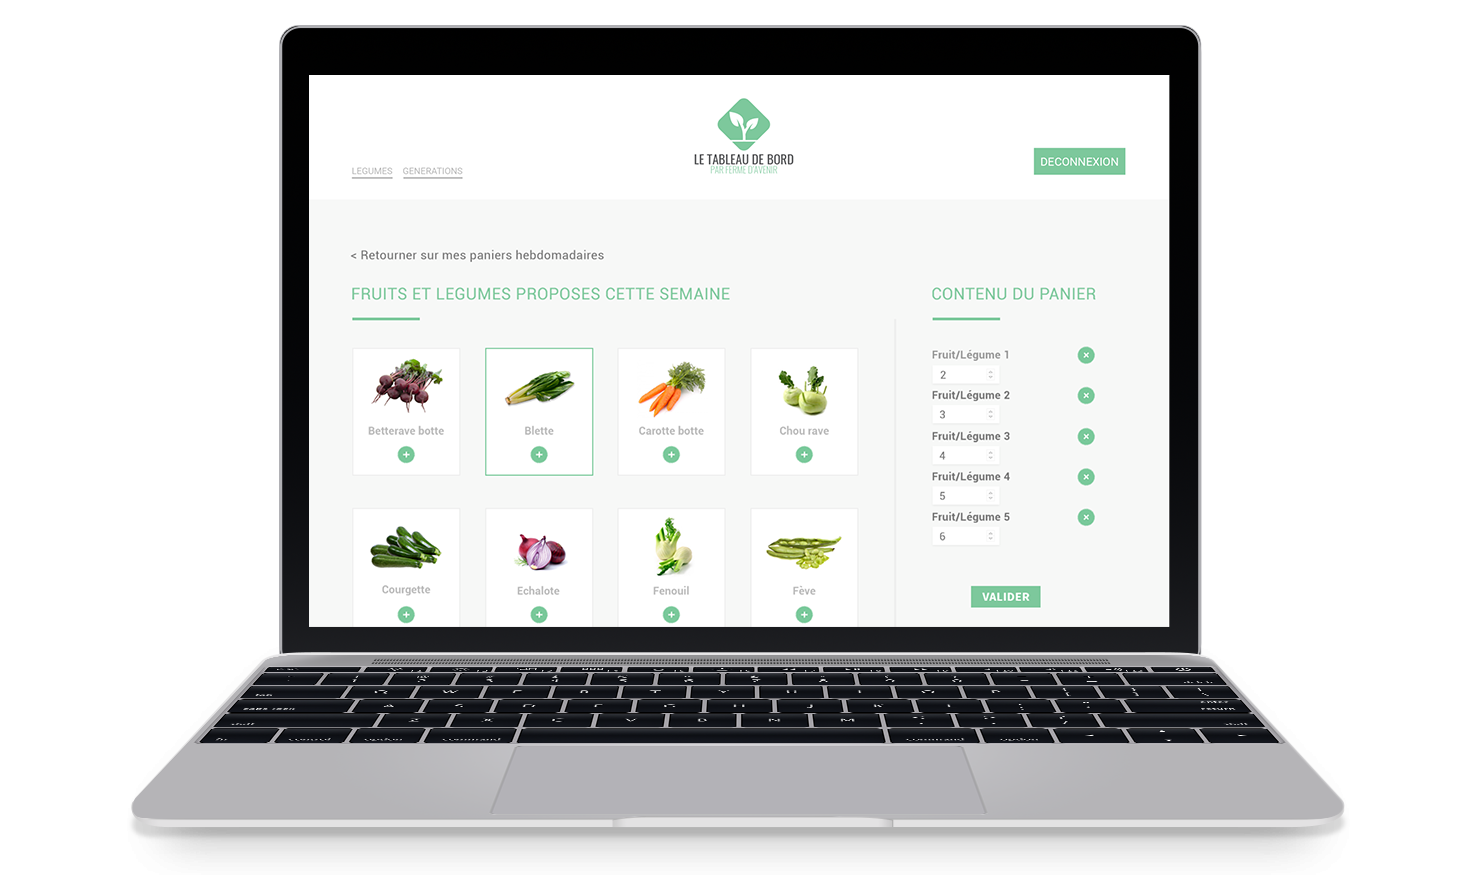 LE TABLEAU DE BORD
PAR FERME D'AVENIR
LEGUMES GENERATIONS
DECONNEXION
< Retourner sur mes paniers hebdomadaires
FRUITS ET LEGUMES PROPOSES CETTE SEMAINE
Betterave botte
Blette
Carotte botte
Chou rave
Courgette
Echalote
Fenouil
Fève
CONTENU DU PANIER
Fruit/Légume 1
2
Fruit/Légume 2
3
Fruit/Légume 3
4
Fruit/Légume 4
5
Fruit/Légume 5
6
VALIDER